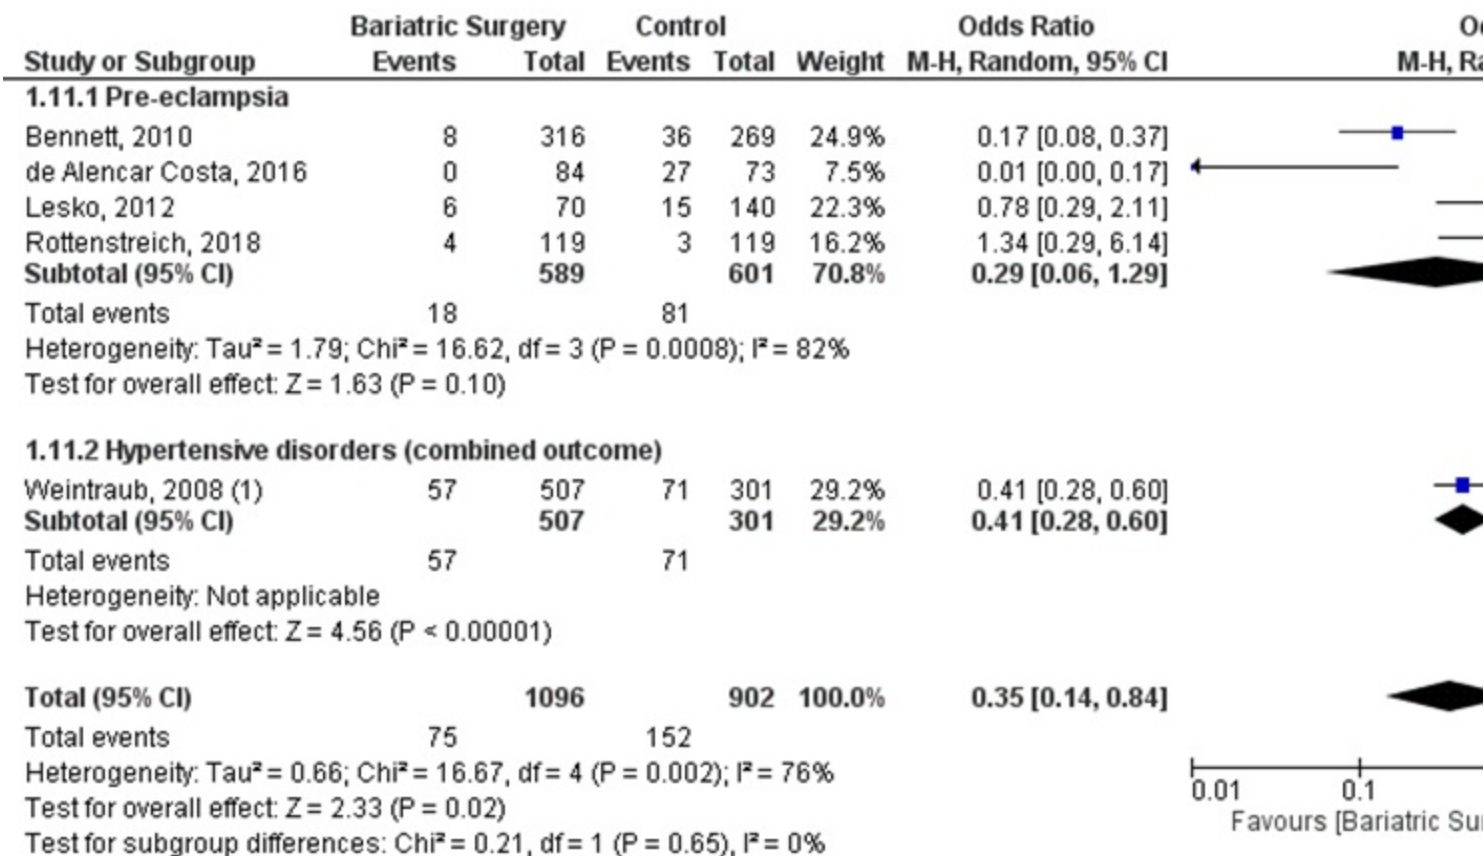 Bariatric Surgery Control Odds Ratio Od
Study or Subgroup Events Total Events Total Weight M-H, Random, 95% CI M-H, Ra
1.11.1 Pre-eclampsia
Bennett, 2010 8 316 36 269 24.9% 0.17 [0.08, 0.37]
de Alencar Costa, 2016 0 84 27 73 7.5% 0.01 [0.00, 0.17]
Lesko, 2012 6 70 15 140 22.3% 0.78 [0.29, 2.11]
Rottenstreich, 2018 4 119 3 119 16.2% 1.34 [0.29, 6.14]
Subtotal (95% CI) 589 601 70.8% 0.29 [0.06, 1.29]
Total events 18 81
Heterogeneity: Tau² = 1.79; Chi² = 16.62, df = 3 (P = 0.0008); I² = 82%
Test for overall effect: Z = 1.63 (P = 0.10)
1.11.2 Hypertensive disorders (combined outcome)
Weintraub, 2008 (1) 57 507 71 301 29.2% 0.41 [0.28, 0.60]
Subtotal (95% CI) 507 301 29.2% 0.41 [0.28, 0.60]
Total events 57 71
Heterogeneity: Not applicable
Test for overall effect: Z = 4.56 (P < 0.00001)
Total (95% CI) 1096 902 100.0% 0.35 [0.14, 0.84]
Total events 75 152
Heterogeneity: Tau² = 0.66; Chi² = 16.67, df = 4 (P = 0.002); I² = 76%
Test for overall effect: Z = 2.33 (P = 0.02)
Test for subgroup differences: Chi² = 0.21, df = 1 (P = 0.65), I² = 0%
0.01 0.1
Favours [Bariatric Sur